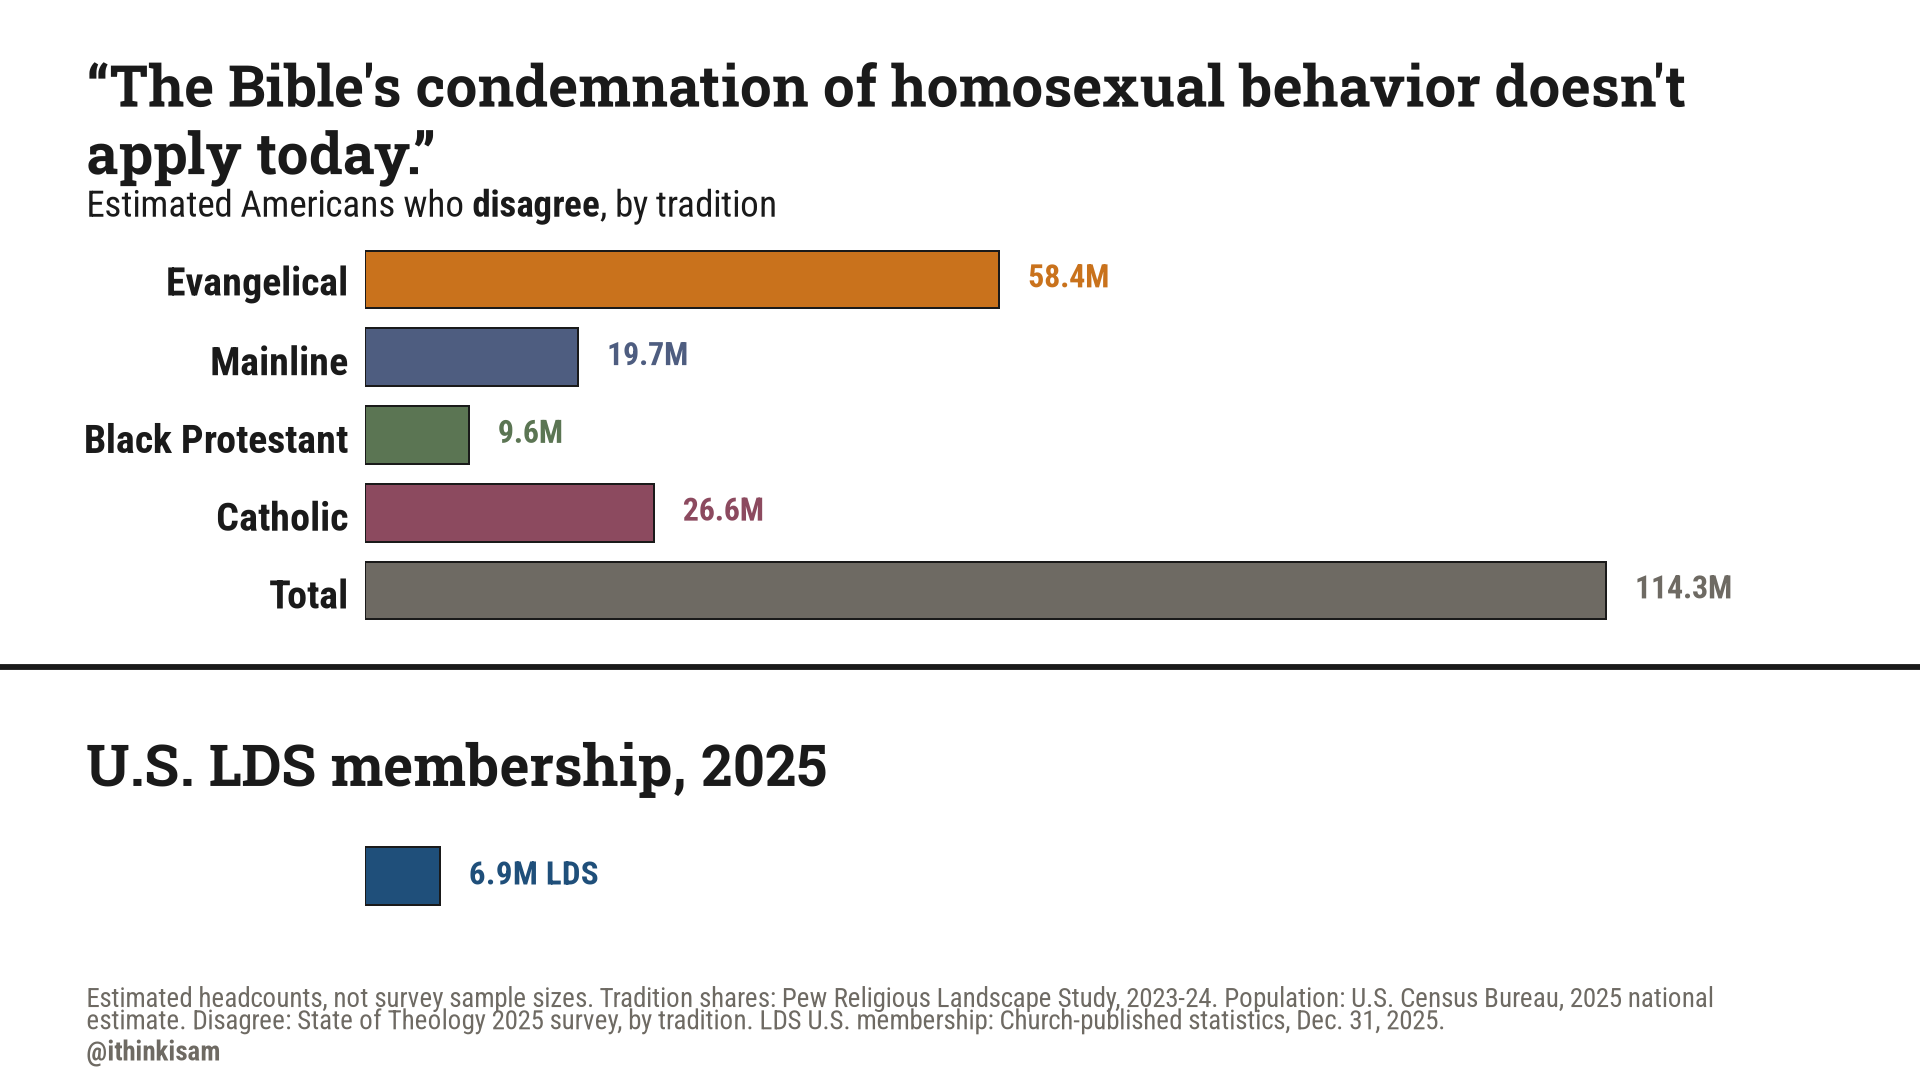 “The Bible's condemnation of homosexual behavior doesn't
apply today.”
Estimated Americans who disagree, by tradition
Evangelical 58.4M
Mainline 19.7M
Black Protestant 9.6M
Catholic 26.6M
Total 114.3M
U.S. LDS membership, 2025
6.9M LDS
Estimated headcounts, not survey sample sizes. Tradition shares: Pew Religious Landscape Study, 2023-24. Population: U.S. Census Bureau, 2025 national
estimate. Disagree: State of Theology 2025 survey, by tradition. LDS U.S. membership: Church-published statistics, Dec. 31, 2025.
@ithinkisam